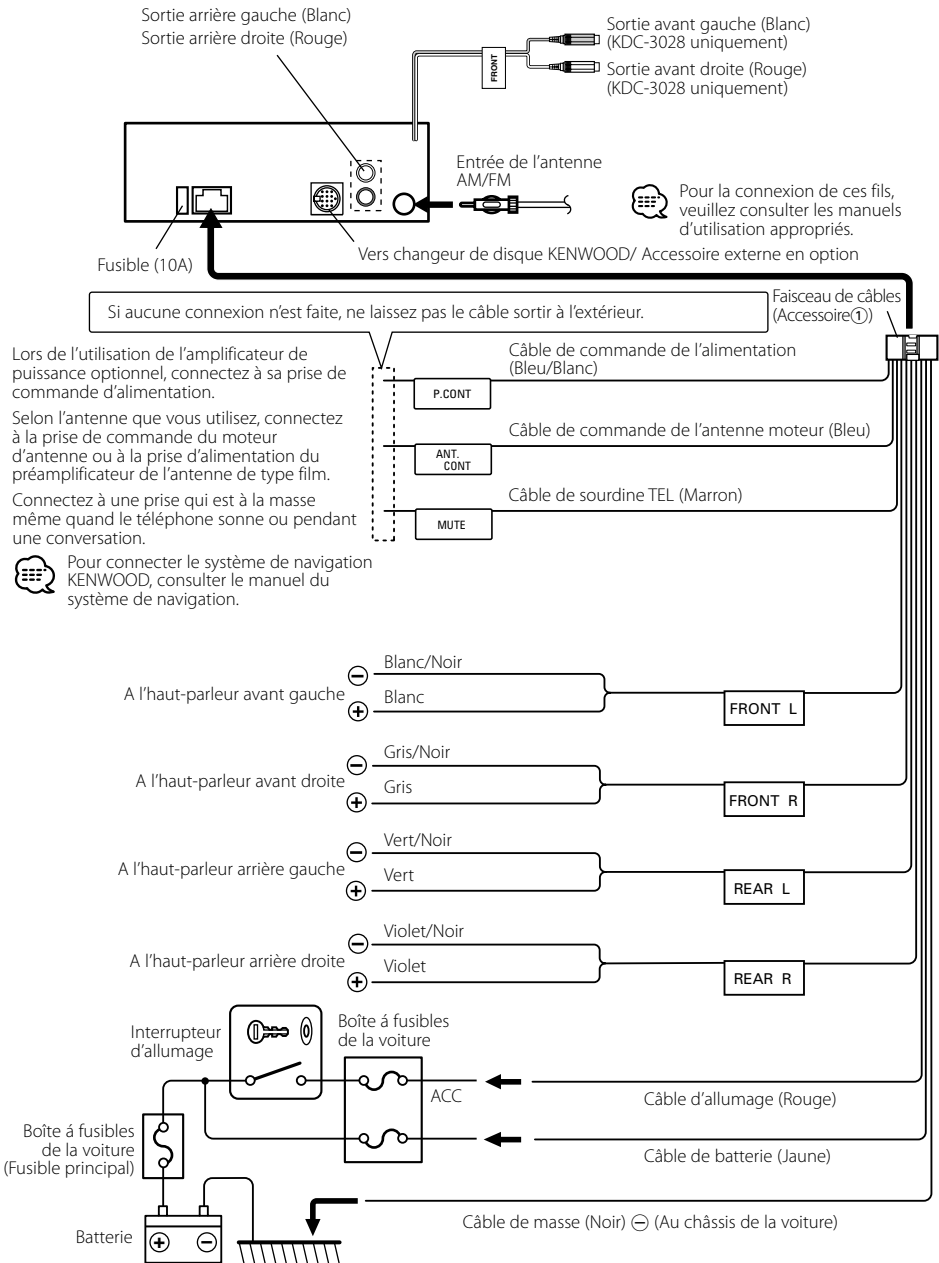 Sortie arrière gauche (Blanc)
Sortie arrière droite (Rouge)
Sortie avant gauche (Blanc)
(KDC-3028 uniquement)
FRONT
Sortie avant droite (Rouge)
(KDC-3028 uniquement)
Entrée de l'antenne
AM/FM
Pour la connexion de ces fils,
veuillez consulter les manuels
d'utilisation appropriés.
Fusible (10A)
Vers changeur de disque KENWOOD/ Accessoire externe en option
Faisceau de câbles
(Accessoire①)
Si aucune connexion n'est faite, ne laissez pas le câble sortir à l'extérieur.
Lors de l'utilisation de l'amplificateur de
puissance optionnel, connectez à sa prise de
commande d'alimentation.
Câble de commande de l'alimentation
(Bleu/Blanc)
P.CONT
Selon l'antenne que vous utilisez, connectez
à la prise de commande du moteur
d'antenne ou à la prise d'alimentation du
préamplificateur de l'antenne de type film.
Câble de commande de l'antenne moteur (Bleu)
ANT.
CONT
Connectez à une prise qui est à la masse
même quand le téléphone sonne ou pendant
une conversation.
Câble de sourdine TEL (Marron)
MUTE
Pour connecter le système de navigation
KENWOOD, consulter le manuel du
système de navigation.
A l'haut-parleur avant gauche
⊖ Blanc/Noir
⊕ Blanc
FRONT L
A l'haut-parleur avant droite
⊖ Gris/Noir
⊕ Gris
FRONT R
A l'haut-parleur arrière gauche
⊖ Vert/Noir
⊕ Vert
REAR L
A l'haut-parleur arrière droite
⊖ Violet/Noir
⊕ Violet
REAR R
Interrupteur
d'allumage
Boîte á fusibles
de la voiture
ACC
Câble d'allumage (Rouge)
Boîte á fusibles
de la voiture
(Fusible principal)
Câble de batterie (Jaune)
Câble de masse (Noir) ⊖ (Au châssis de la voiture)
Batterie
⊕ ⊖